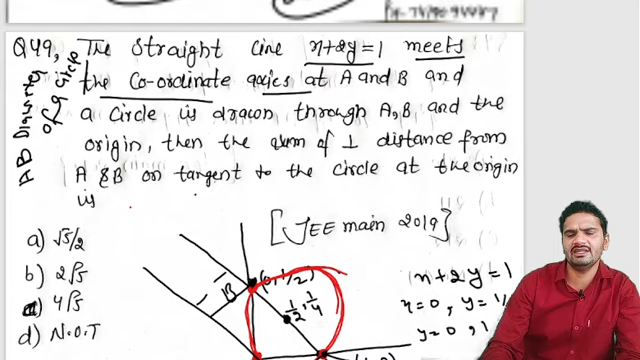 Q49, The straight line x+2y=1 meets
the co-ordinate axies at A and B and
a circle is drawn through A,B and the
origin, then the sum of ⊥ distance from
A &B on tangent to the circle at the origin
is
AB Diameter
of a circle
[JEE main 2019]
a) √5/2
b) 2√5
c) 4√5
d) N.O.T
B
(0,1/2)
1/2, 1/4
x+2y=1
x=0, y=1/
y=0, 1